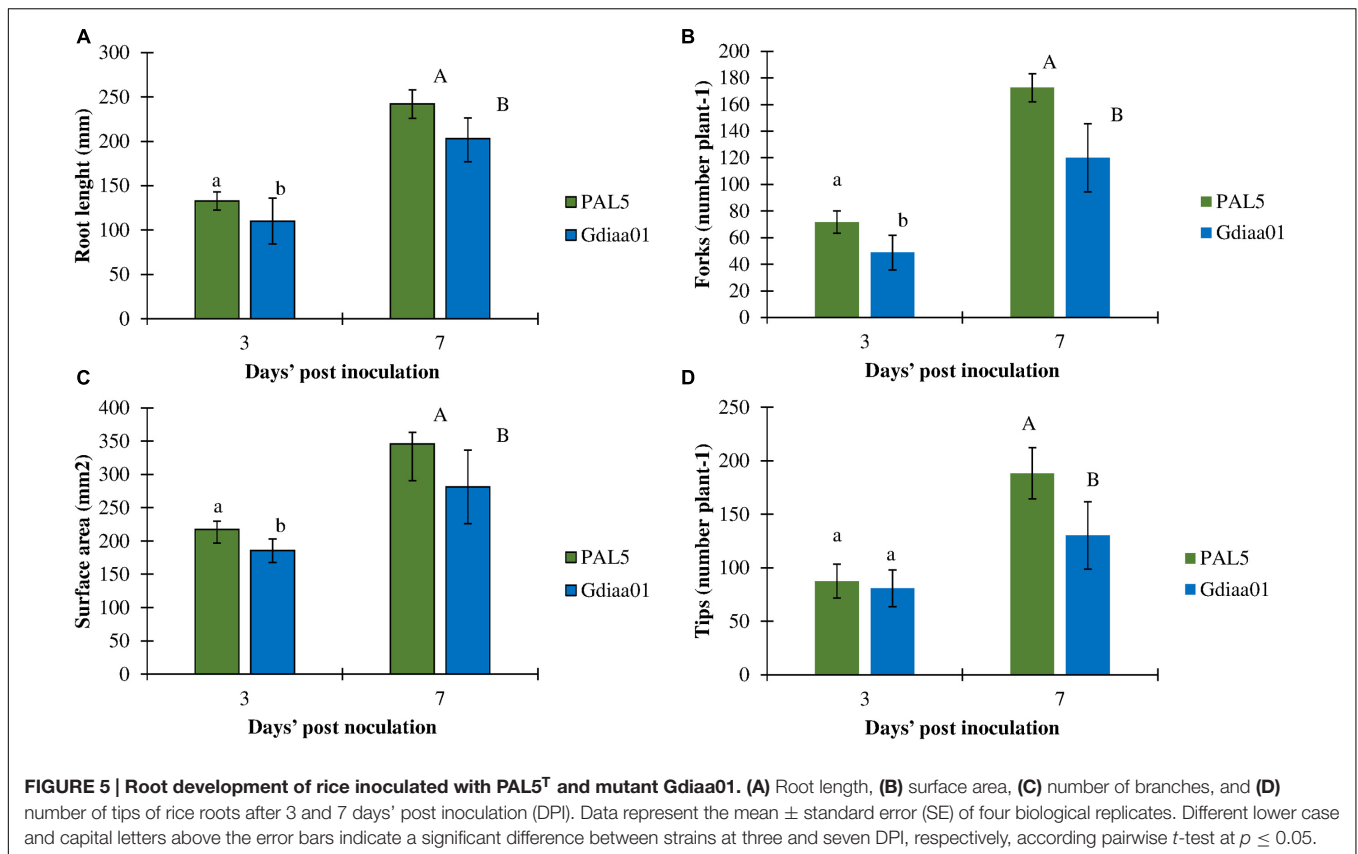 A
300
250
200
150
100
50
0
Root lenght (mm)
a
b
A
B
3
7
Days' post inoculation
PAL5
Gdiaa01
B
200
180
160
140
120
100
80
60
40
20
0
Forks (number plant-1)
a
b
A
B
3
7
Days' post inoculation
PAL5
Gdiaa01
C
400
350
300
250
200
150
100
50
0
Surface area (mm2)
a
b
A
B
3
7
Days' post noculation
PAL5
Gdiaa01
D
250
200
150
100
50
0
Tips (number plant-1)
a
a
A
B
3
7
Days' post inoculation
PAL5
Gdiaa01
FIGURE 5 | Root development of rice inoculated with PAL5ᵀ and mutant Gdiaa01. (A) Root length, (B) surface area, (C) number of branches, and (D)
number of tips of rice roots after 3 and 7 days' post inoculation (DPI). Data represent the mean ± standard error (SE) of four biological replicates. Different lower case
and capital letters above the error bars indicate a significant difference between strains at three and seven DPI, respectively, according pairwise t-test at p ≤ 0.05.